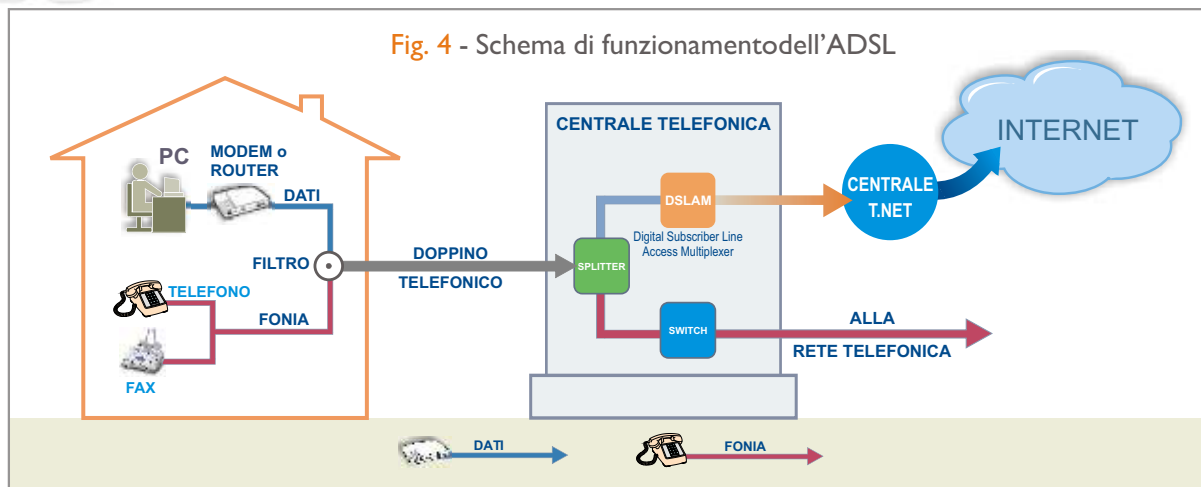 Fig. 4 - Schema di funzionamentodell'ADSL
PC
MODEM o
ROUTER
DATI
FILTRO
TELEFONO
FONIA
FAX
DOPPINO
TELEFONICO
CENTRALE TELEFONICA
DSLAM
Digital Subscriber Line
Access Multiplexer
SPLITTER
SWITCH
CENTRALE
T.NET
INTERNET
ALLA
RETE TELEFONICA
DATI
FONIA